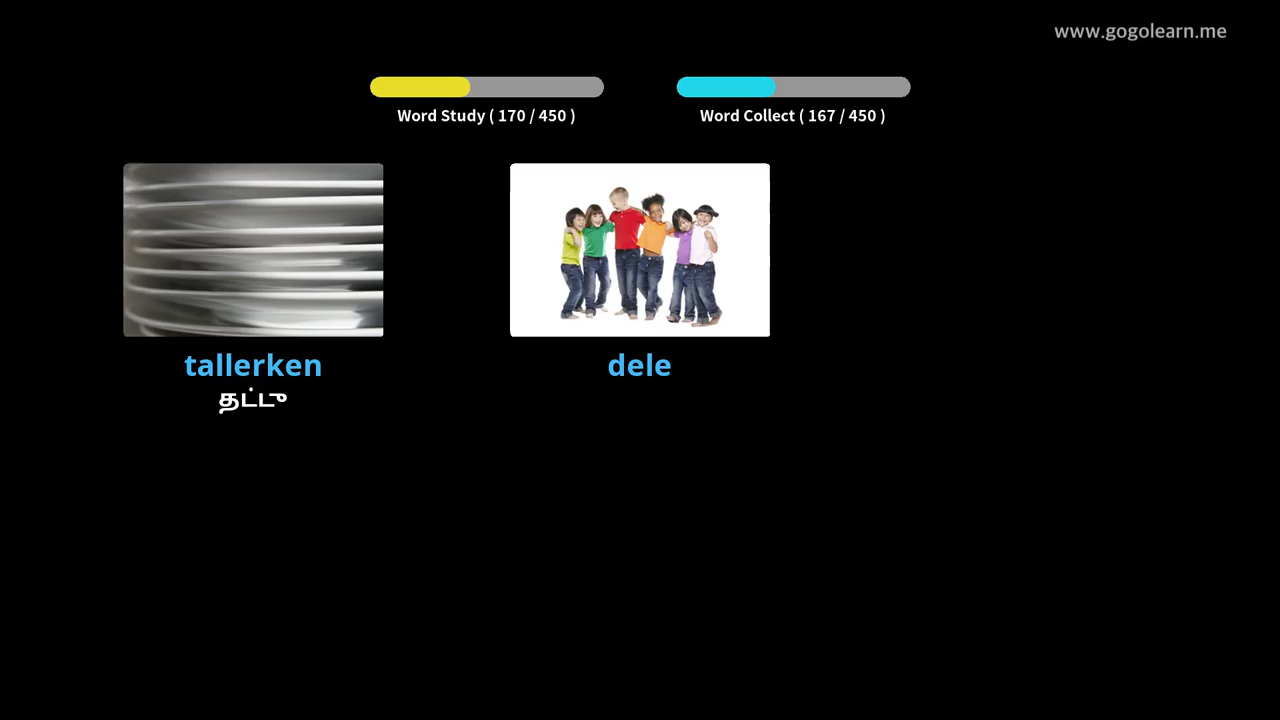 www.gogolearn.me
Word Study ( 170 / 450 )
Word Collect ( 167 / 450 )
tallerken
தட்டு
dele